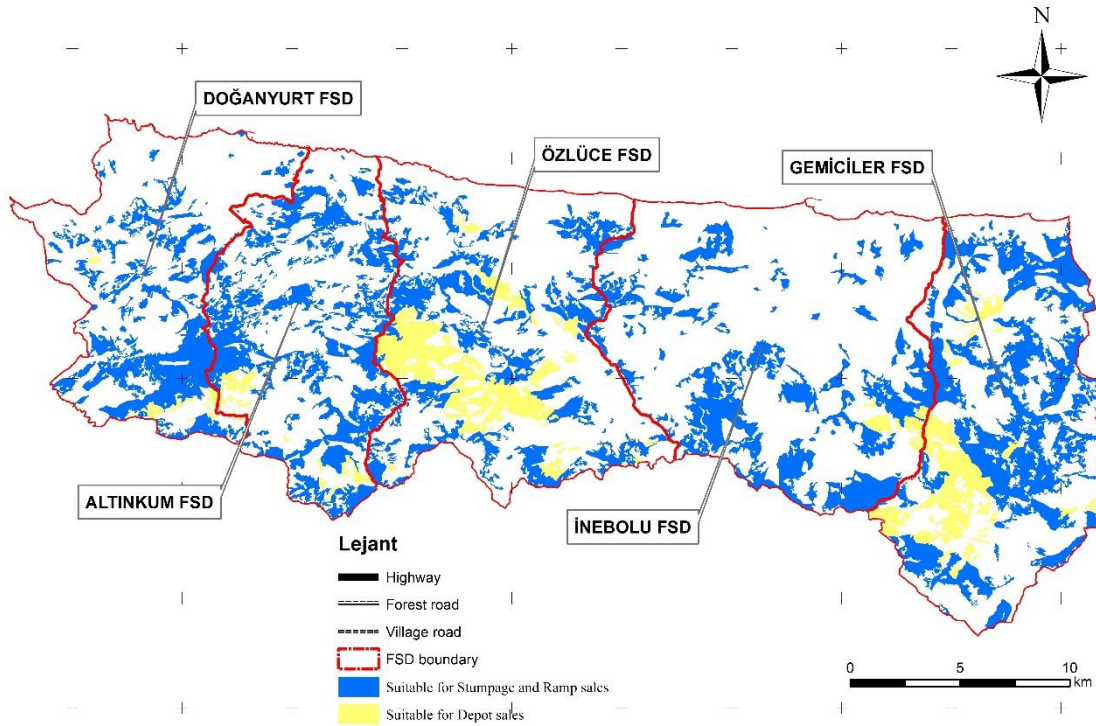 N
DOĞANYURT FSD
ÖZLÜCE FSD
GEMİCİLER FSD
ALTINKUM FSD
İNEBOLU FSD
Lejant
Highway
Forest road
Village road
FSD boundary
Suitable for Stumpage and Ramp sales
Suitable for Depot sales
0 5 10
km